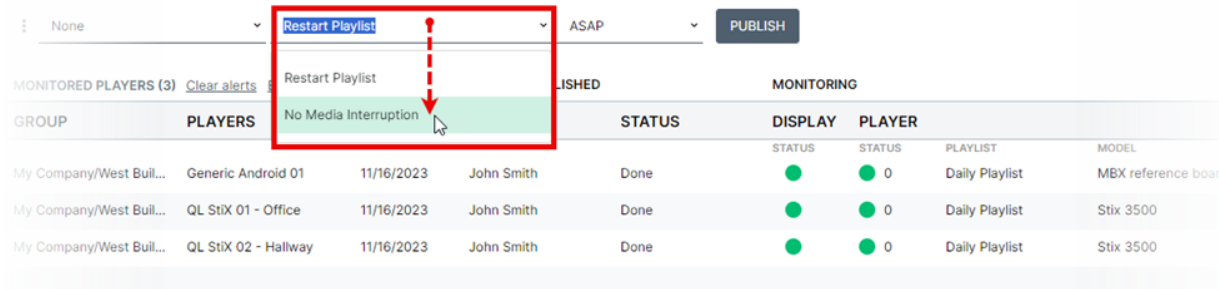 None Restart Playlist ASAP PUBLISH
Restart Playlist
No Media Interruption
MONITORED PLAYERS (3) Clear alerts LISHED MONITORING
GROUP PLAYERS STATUS DISPLAY PLAYER
STATUS STATUS PLAYLIST MODEL
My Company/West Buil... Generic Android 01 11/16/2023 John Smith Done 0 Daily Playlist MBX reference boar
My Company/West Buil... QL StiX 01 - Office 11/16/2023 John Smith Done 0 Daily Playlist Stix 3500
My Company/West Buil... QL StiX 02 - Hallway 11/16/2023 John Smith Done 0 Daily Playlist Stix 3500